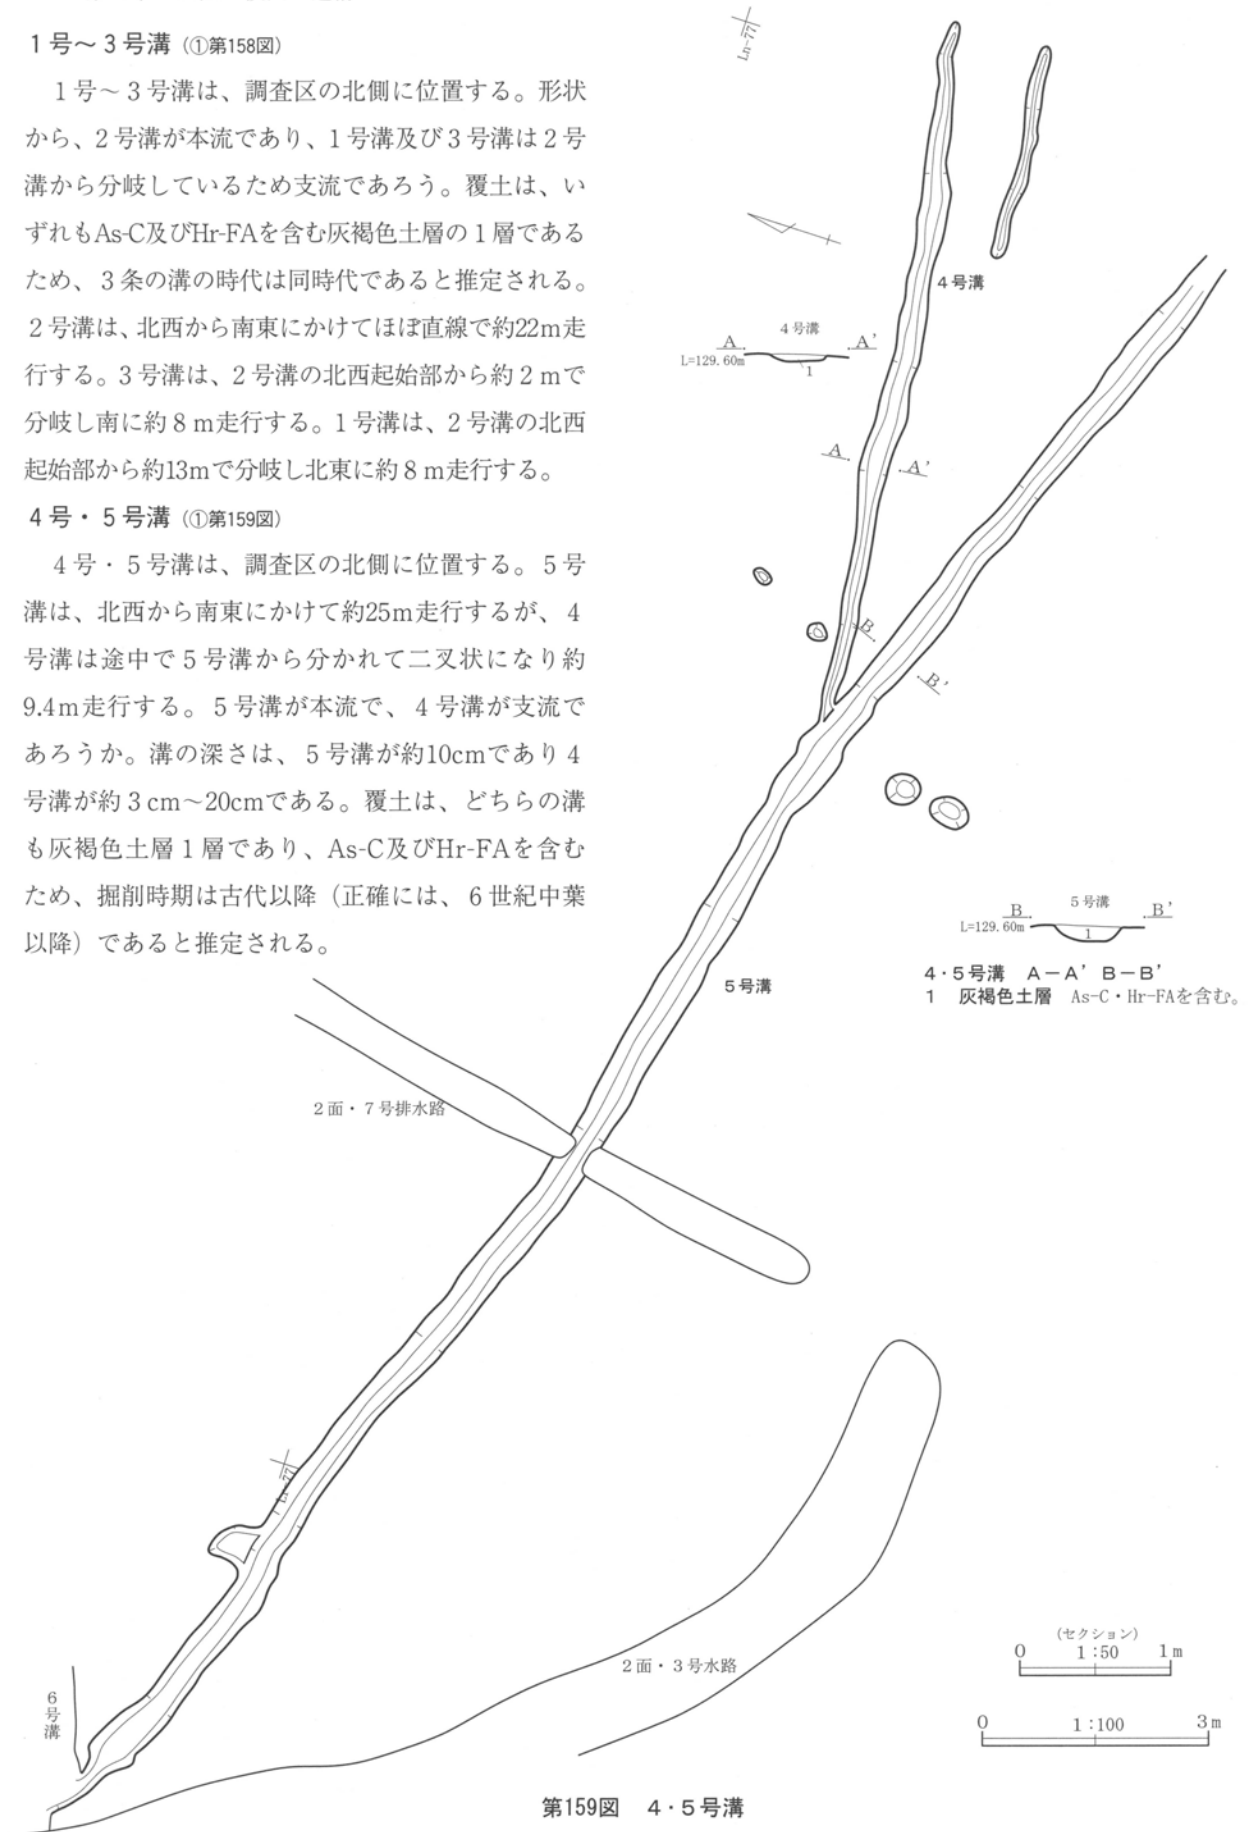 1号～3号溝（①第158図）
　1号～3号溝は、調査区の北側に位置する。形状
から、2号溝が本流であり、1号溝及び3号溝は2号
溝から分岐しているため支流であろう。覆土は、い
ずれもAs-C及びHr-FAを含む灰褐色土層の1層である
ため、3条の溝の時代は同時代であると推定される。
2号溝は、北西から南東にかけてほぼ直線で約22m走
行する。3号溝は、2号溝の北西起始部から約2mで
分岐し南に約8m走行する。1号溝は、2号溝の北西
起始部から約13mで分岐し北東に約8m走行する。
4号・5号溝（①第159図）
　4号・5号溝は、調査区の北側に位置する。5号
溝は、北西から南東にかけて約25m走行するが、4
号溝は途中で5号溝から分かれて二叉状になり約
9.4m走行する。5号溝が本流で、4号溝が支流で
あろうか。溝の深さは、5号溝が約10cmであり4
号溝が約3cm～20cmである。覆土は、どちらの溝
も灰褐色土層1層であり、As-C及びHr-FAを含む
ため、掘削時期は古代以降（正確には、6世紀中葉
以降）であると推定される。
Ln-77
4号溝
4号溝
A A'
L=129.60m
1
A A'
B
B'
5号溝
B B'
L=129.60m
1
4・5号溝　A－A'　B－B'
1　灰褐色土層　As-C・Hr-FAを含む。
5号溝
2面・7号排水路
2面・3号水路
6号溝
(セクション)
0 1:50 1m
0 1:100 3m
第159図　4・5号溝